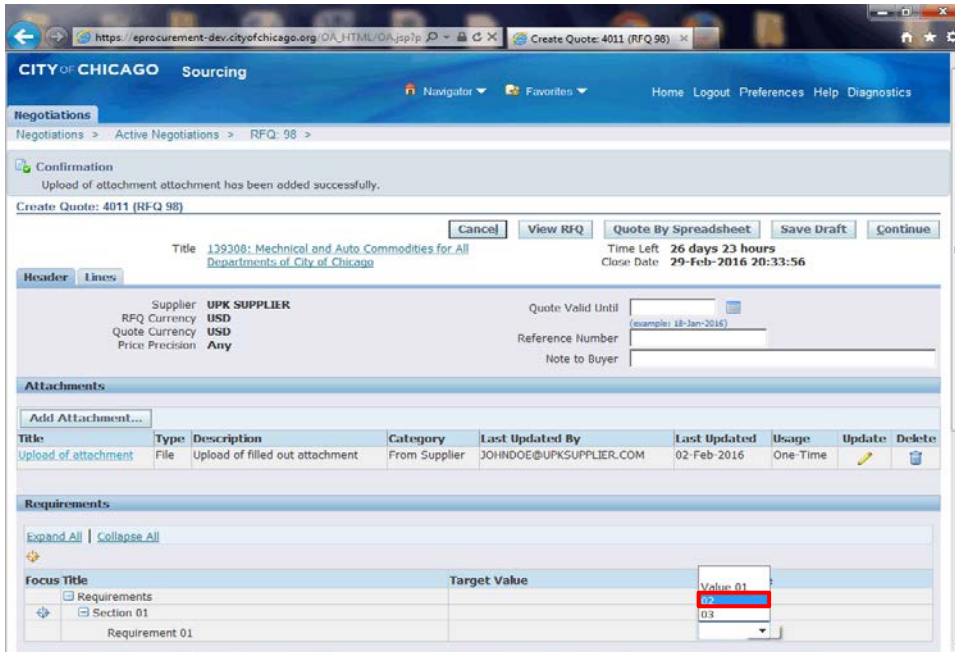 https://eprocurement-dev.cityofchicago.org/OA_HTML/OA.jsp?p
Create Quote: 4011 (RFQ 98)
CITY OF CHICAGO Sourcing
Navigator Favorites Home Logout Preferences Help Diagnostics
Negotiations
Negotiations > Active Negotiations > RFQ: 98 >
Confirmation
Upload of attachment attachment has been added successfully.
Create Quote: 4011 (RFQ 98)
Cancel View RFQ Quote By Spreadsheet Save Draft Continue
Title 139308: Mechnical and Auto Commodities for All Time Left 26 days 23 hours
Departments of City of Chicago Close Date 29-Feb-2016 20:33:56
Header Lines
Supplier UPK SUPPLIER Quote Valid Until
RFQ Currency USD (example: 18-Jan-2016)
Quote Currency USD Reference Number
Price Precision Any Note to Buyer
Attachments
Add Attachment...
Title Type Description Category Last Updated By Last Updated Usage Update Delete
Upload of attachment File Upload of filled out attachment From Supplier JOHNDOE@UPKSUPPLIER.COM 02-Feb-2016 One-Time
Requirements
Expand All Collapse All
Focus Title Target Value
Value 01
Requirements 02
Section 01 03
Requirement 01